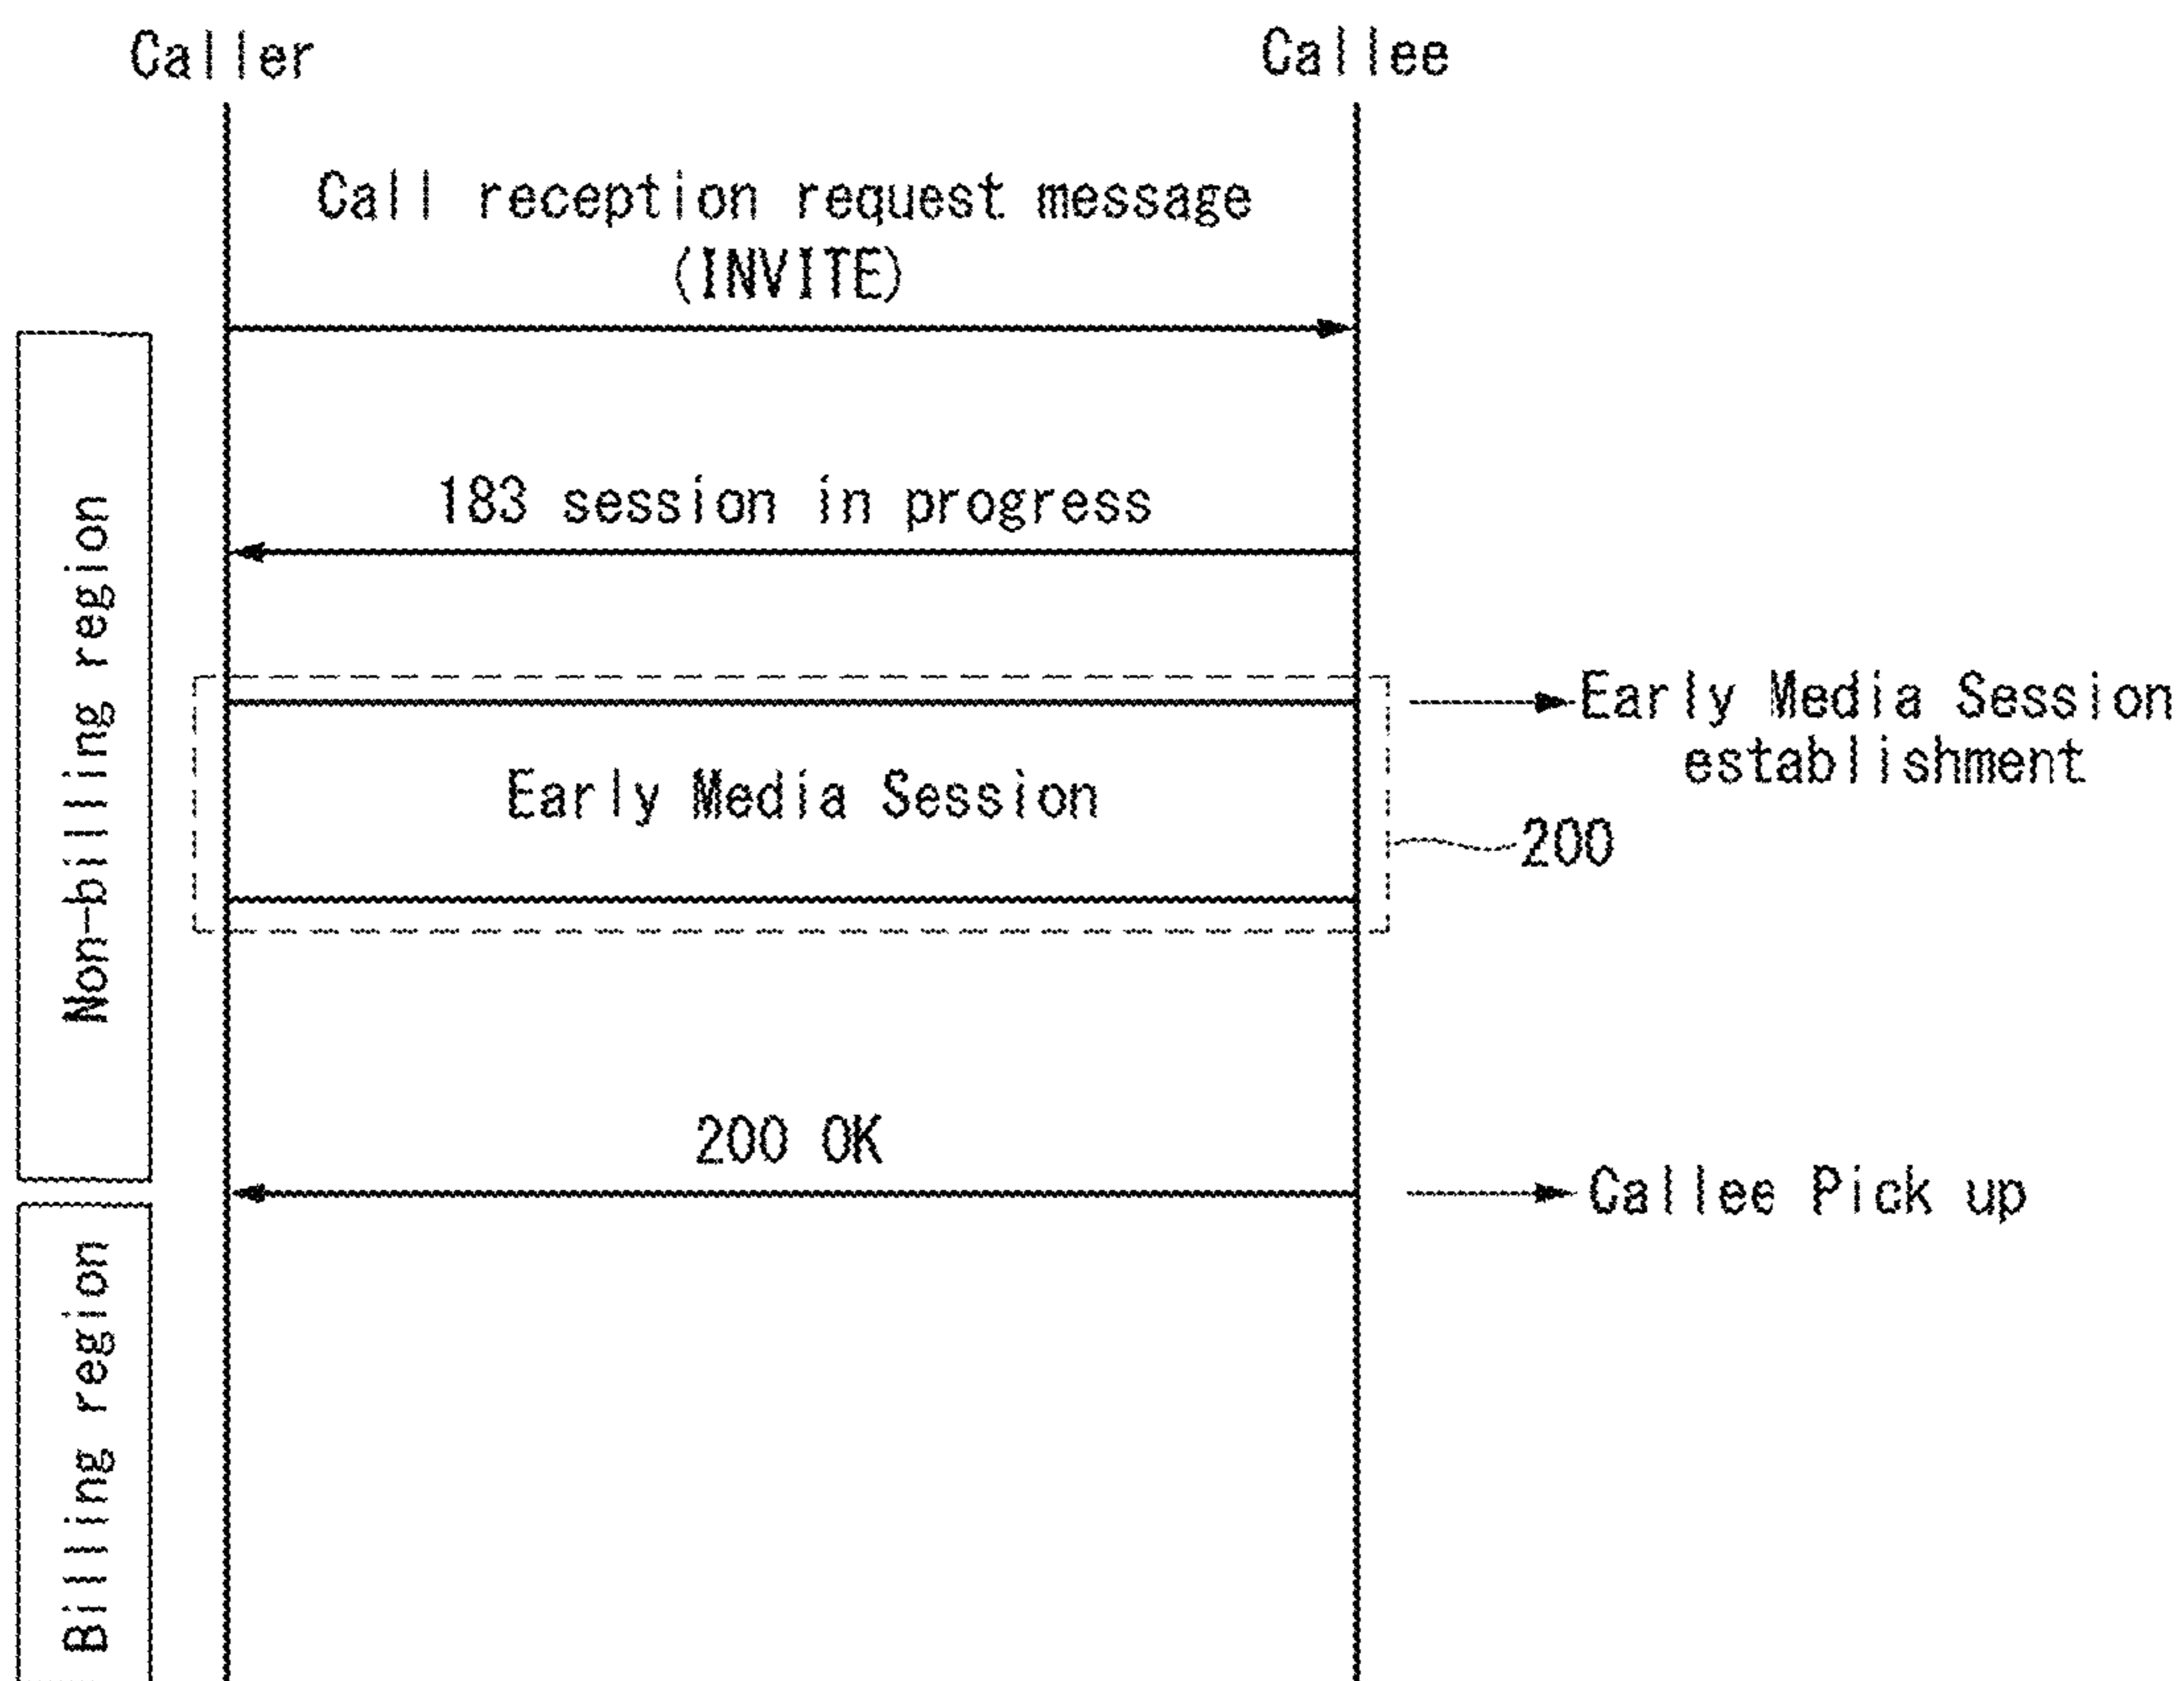 Caller
Callee
Call reception request message
(INVITE)
183 session in progress
Non-billing region
Early Media Session
establishment
Early Media Session
200
200 OK
Callee Pick up
Billing region